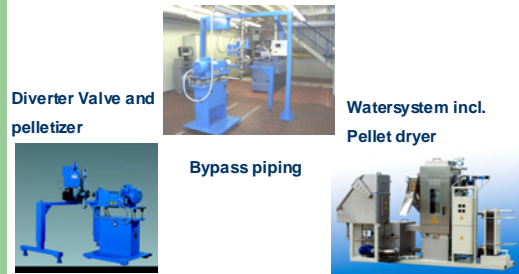 Diverter Valve and
pelletizer
Bypass piping
Watersystem incl.
Pellet dryer